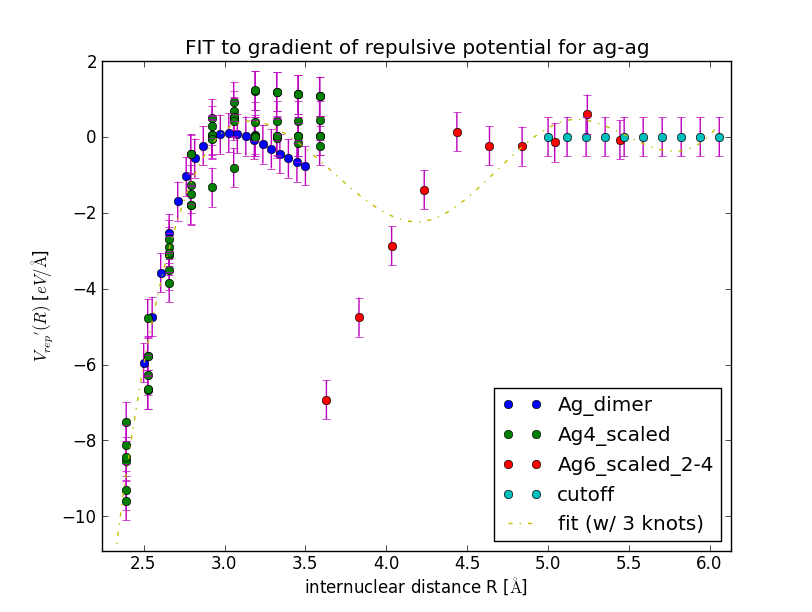 FIT to gradient of repulsive potential for ag-ag
2
0
−2
−4
−6
−8
−10
V_rep'(R) [eV/Å]
2.5 3.0 3.5 4.0 4.5 5.0 5.5 6.0
internuclear distance R [Å]
Ag_dimer
Ag4_scaled
Ag6_scaled_2-4
cutoff
fit (w/ 3 knots)